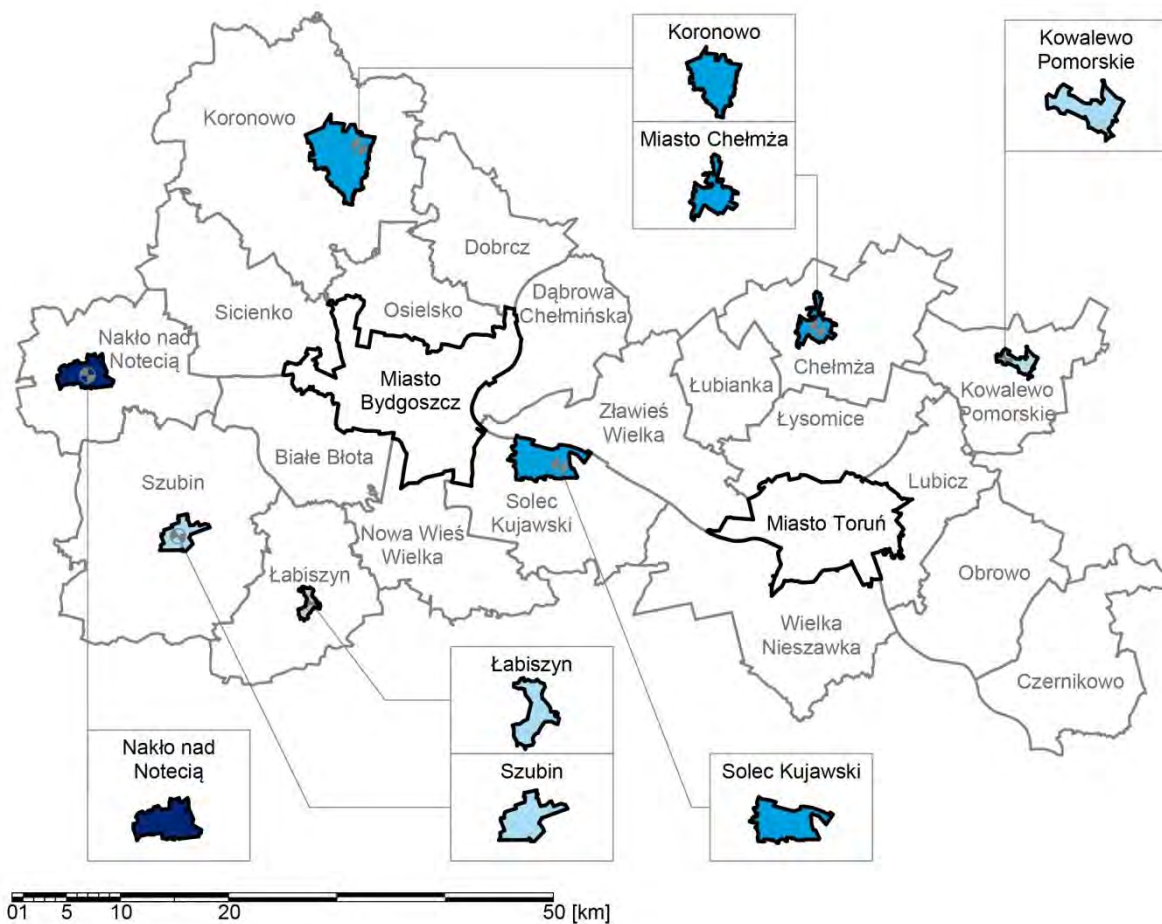 Koronowo
Kowalewo
Pomorskie
Koronowo
Miasto Chełmża
Dobrcz
Dąbrowa
Chełmińska
Sicienko
Osielsko
Nakło nad
Notecią
Miasto
Bydgoszcz
Łubianka
Chełmża
Kowalewo
Pomorskie
Zławieś
Wielka
Łysomice
Białe Błota
Szubin
Solec
Kujawski
Lubicz
Miasto Toruń
Nowa Wieś
Wielka
Łabiszyn
Obrowo
Wielka
Nieszawka
Czernikowo
Łabiszyn
Nakło nad
Notecią
Szubin
Solec Kujawski
01 5 10 20 50 [km]